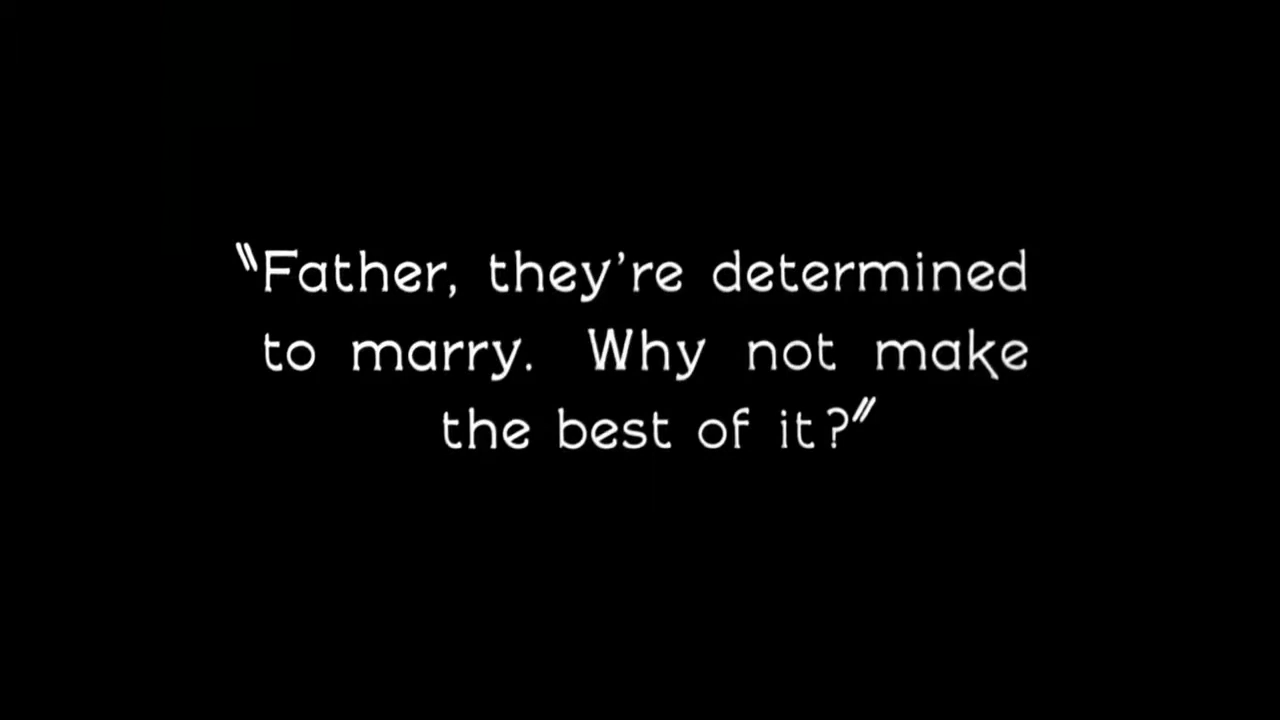 "Father, they're determined
to marry. Why not make
the best of it?"